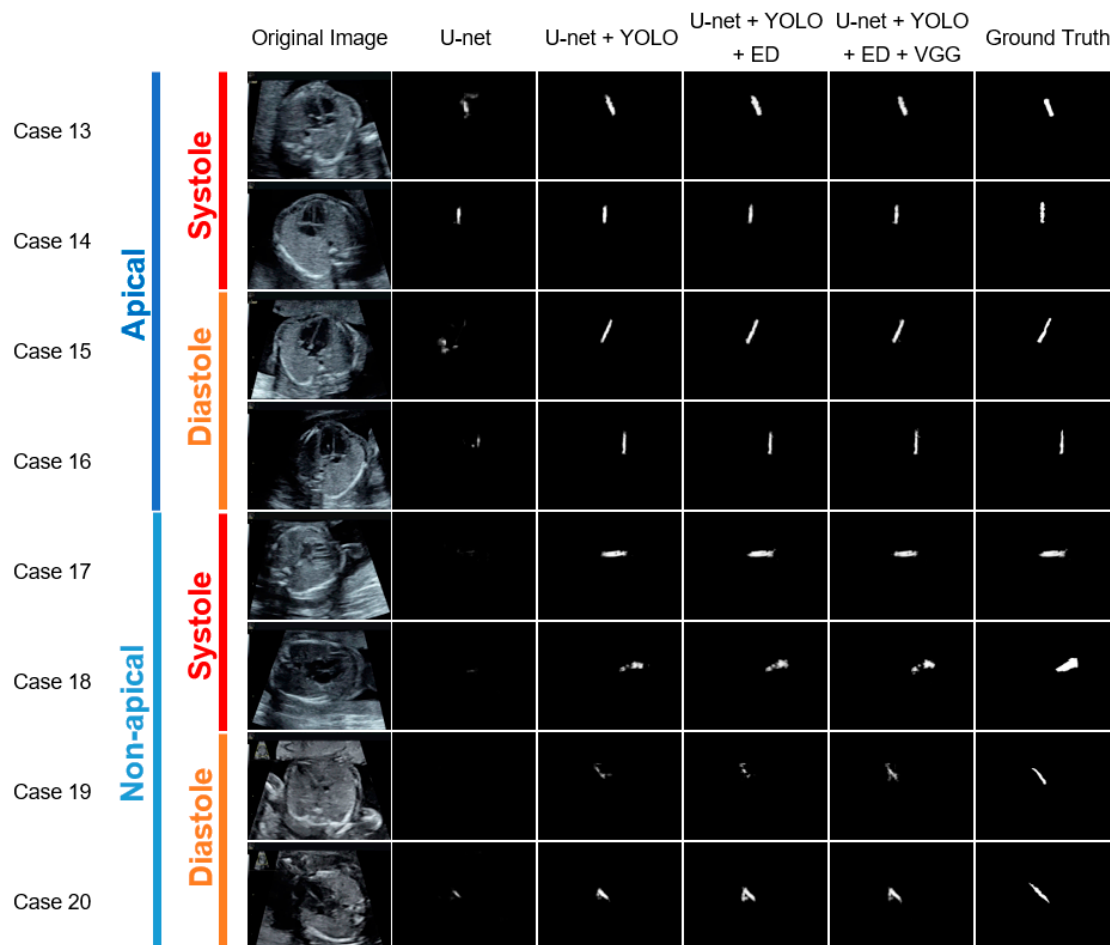 Original Image
U-net
U-net + YOLO
U-net + YOLO
+ ED
U-net + YOLO
+ ED + VGG
Ground Truth
Apical
Systole
Case 13
Case 14
Diastole
Case 15
Case 16
Non-apical
Systole
Case 17
Case 18
Diastole
Case 19
Case 20